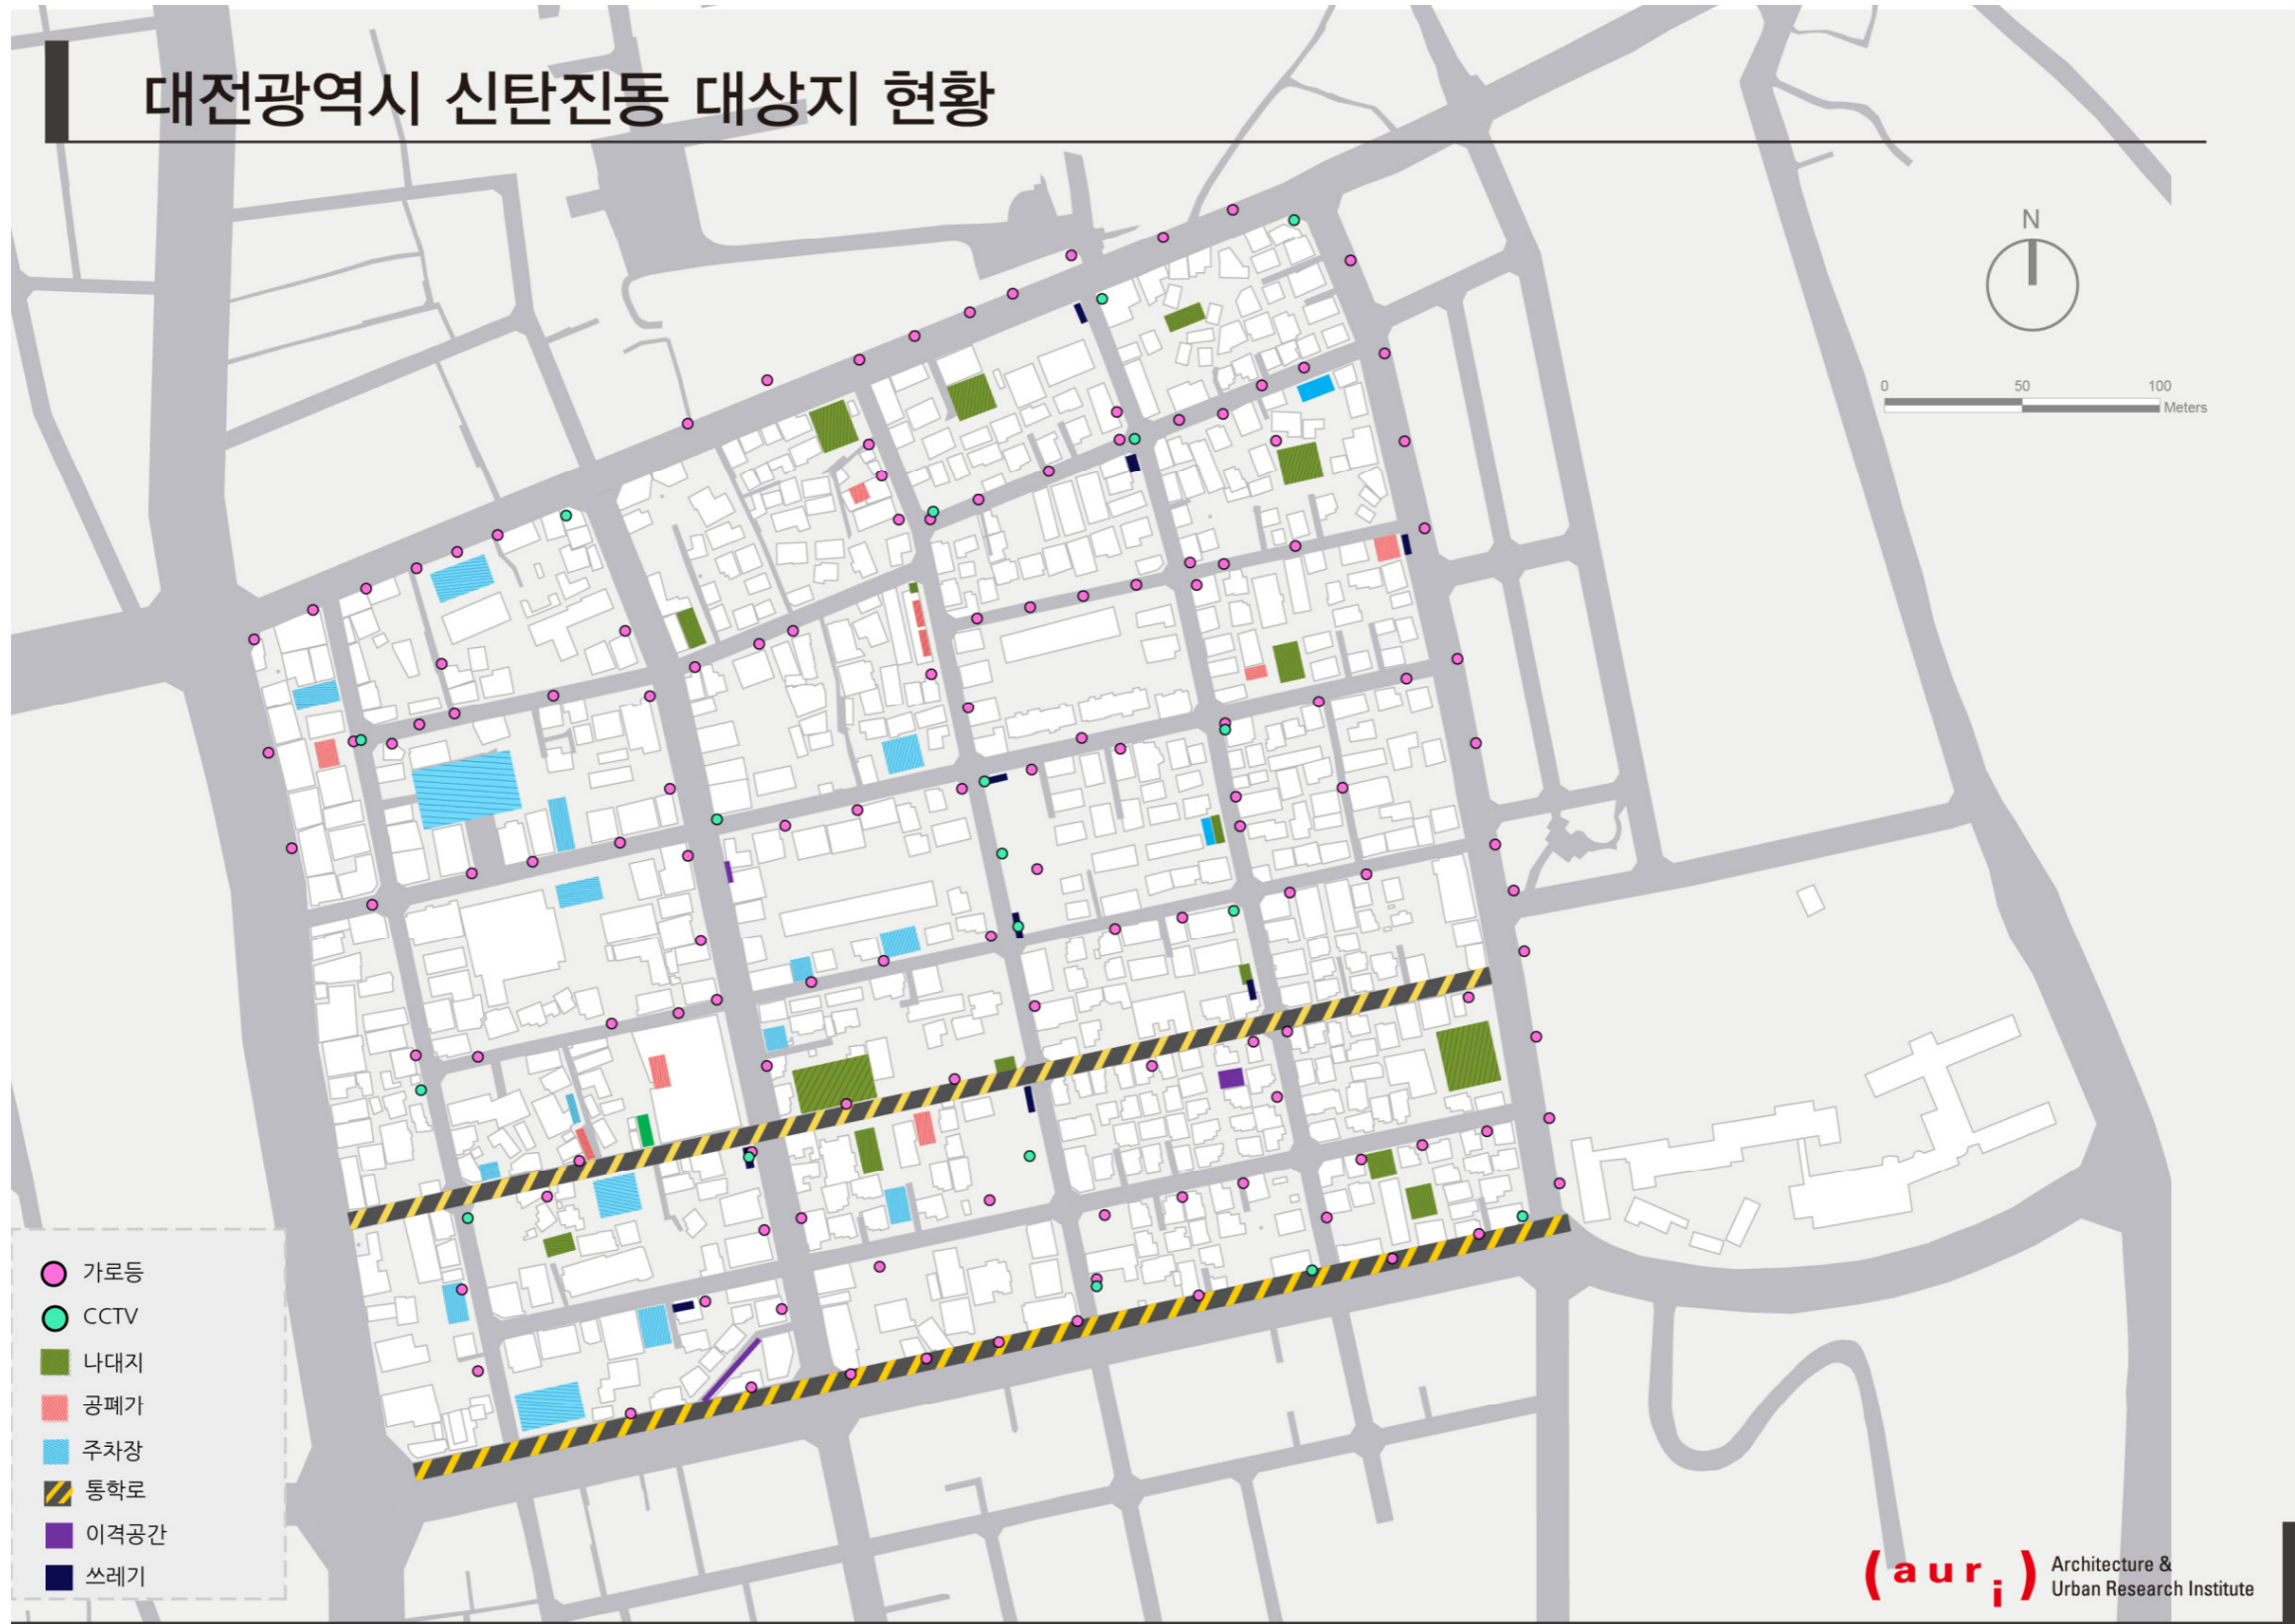 대전광역시 신탄진동 대상지 현황
N
0 50 100
Meters
가로등
CCTV
나대지
공폐가
주차장
통학로
이격공간
쓰레기
(auri)
Architecture &
Urban Research Institute